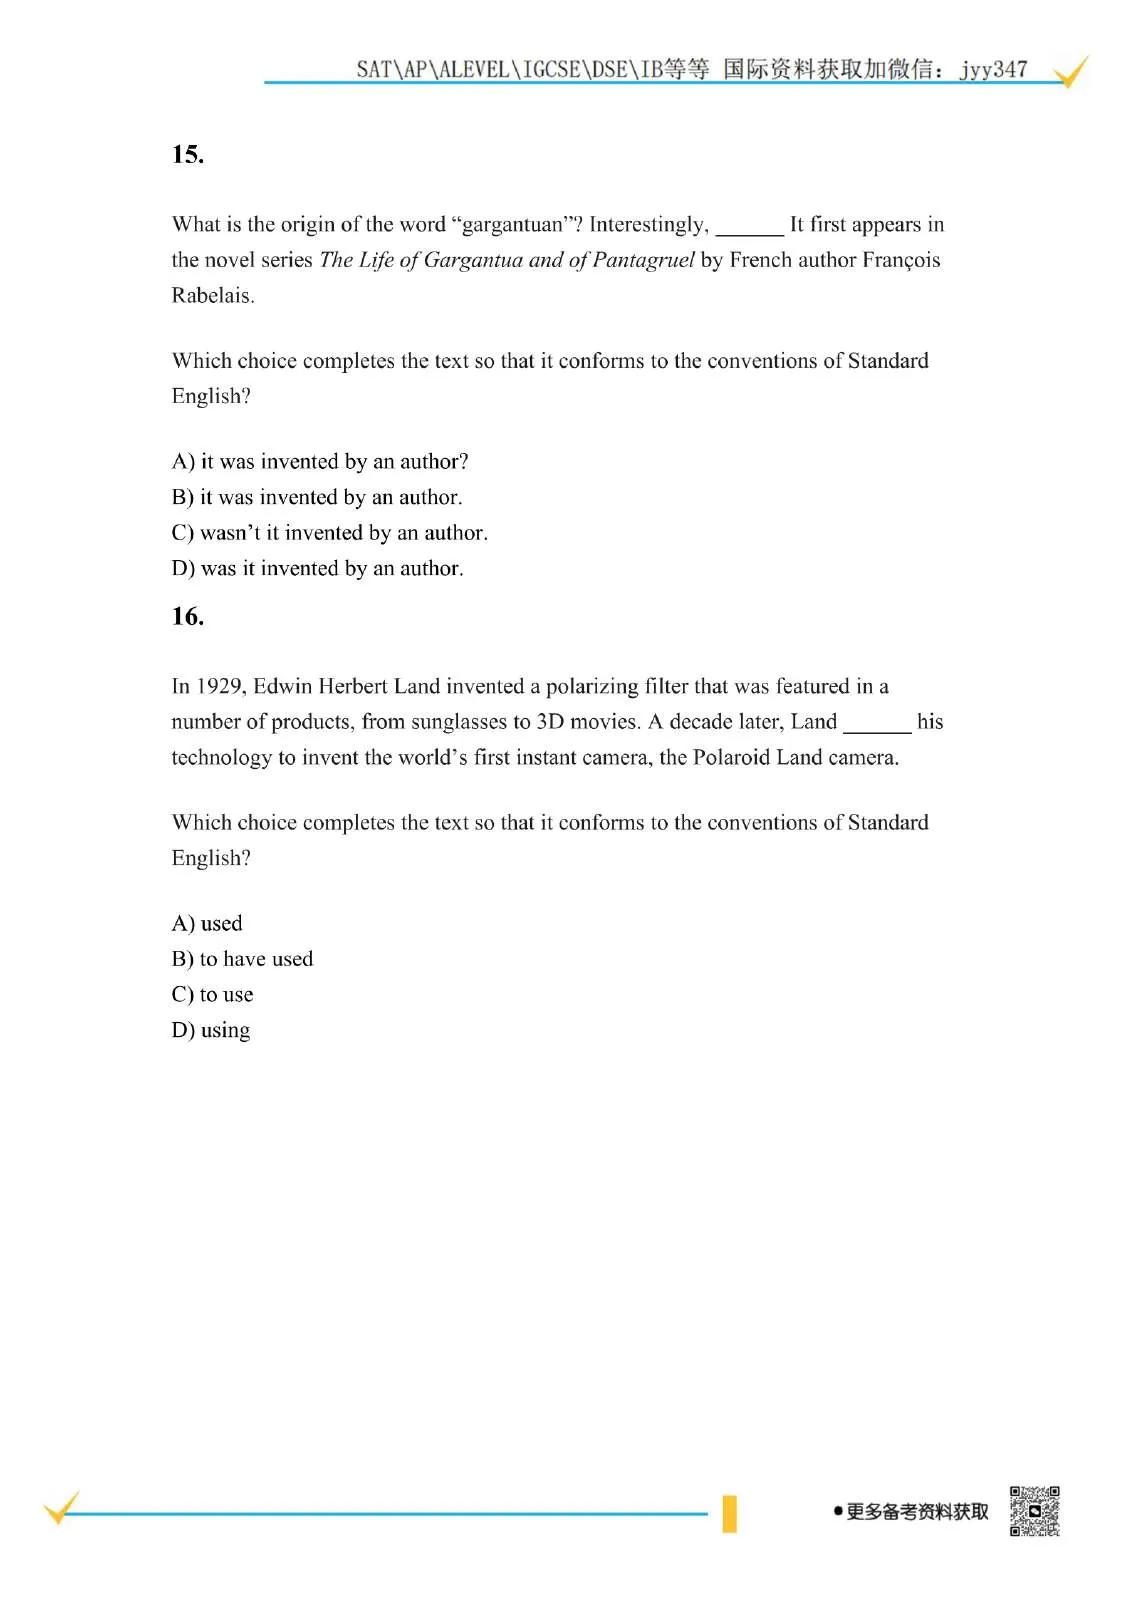 SAT\AP\ALEVEL\IGCSE\DSE\IB等等 国际资料获取加微信：jyy347
15.
What is the origin of the word “gargantuan”? Interestingly, ______ It first appears in
the novel series The Life of Gargantua and of Pantagruel by French author François
Rabelais.
Which choice completes the text so that it conforms to the conventions of Standard
English?
A) it was invented by an author?
B) it was invented by an author.
C) wasn’t it invented by an author.
D) was it invented by an author.
16.
In 1929, Edwin Herbert Land invented a polarizing filter that was featured in a
number of products, from sunglasses to 3D movies. A decade later, Land ______ his
technology to invent the world’s first instant camera, the Polaroid Land camera.
Which choice completes the text so that it conforms to the conventions of Standard
English?
A) used
B) to have used
C) to use
D) using
•更多备考资料获取